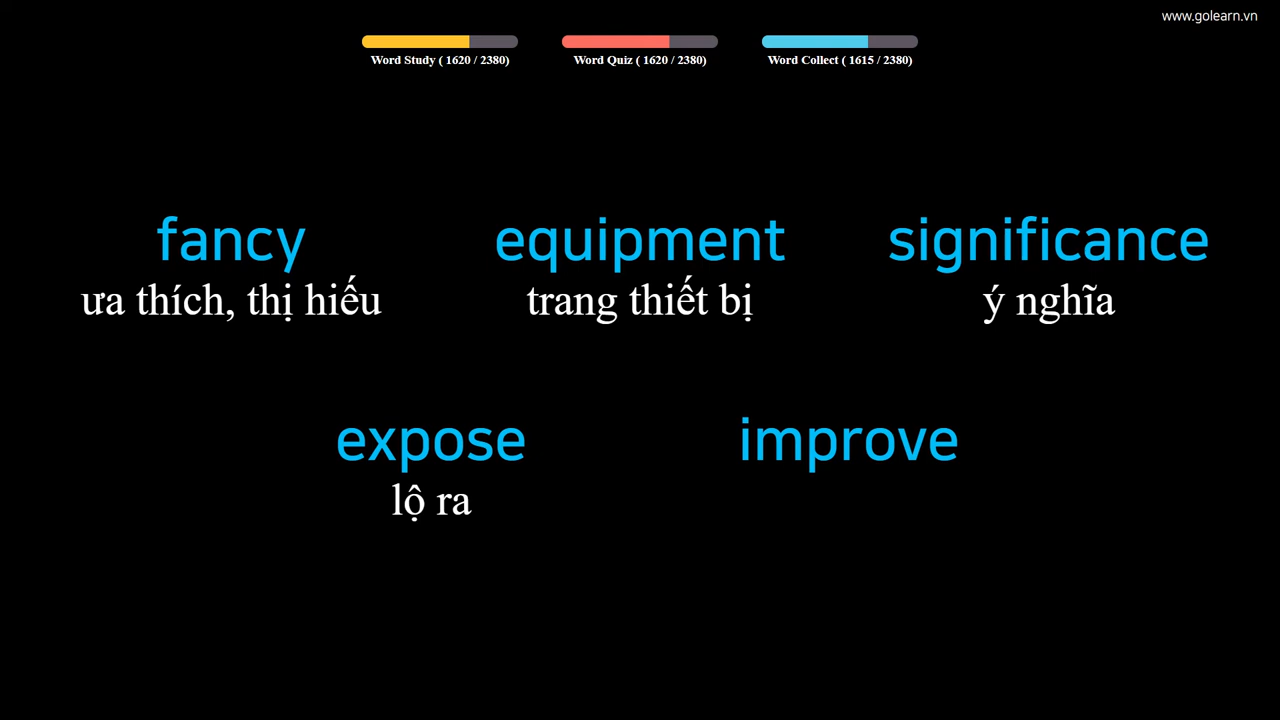 www.golearn.vn
Word Study ( 1620 / 2380)
Word Quiz ( 1620 / 2380)
Word Collect ( 1615 / 2380)
fancy
ưa thích, thị hiếu
equipment
trang thiết bị
significance
ý nghĩa
expose
lộ ra
improve